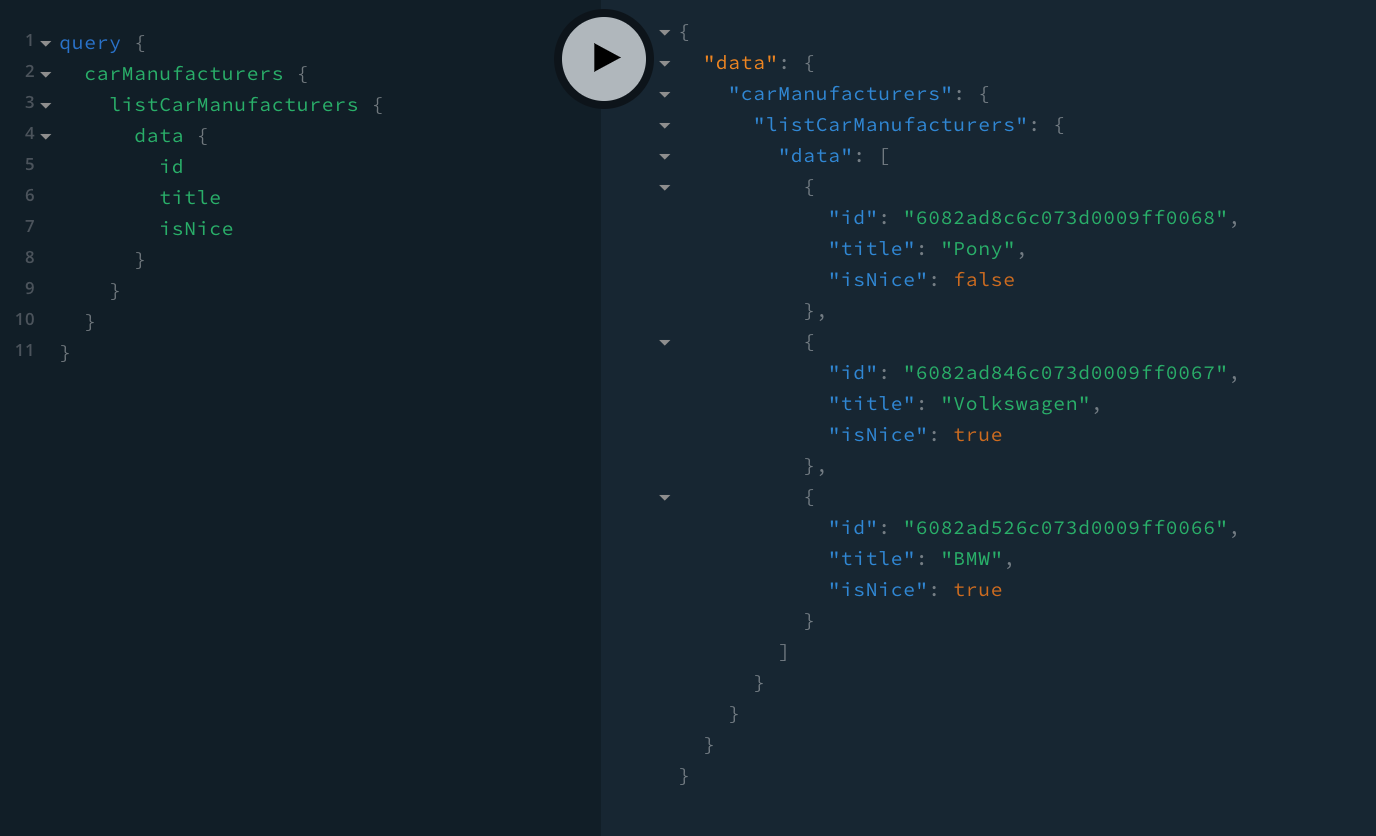 1 query {
2 carManufacturers {
3 listCarManufacturers {
4 data {
5 id
6 title
7 isNice
8 }
9 }
10 }
11 }
{
"data": {
"carManufacturers": {
"listCarManufacturers": {
"data": [
{
"id": "6082ad8c6c073d0009ff0068",
"title": "Pony",
"isNice": false
},
{
"id": "6082ad846c073d0009ff0067",
"title": "Volkswagen",
"isNice": true
},
{
"id": "6082ad526c073d0009ff0066",
"title": "BMW",
"isNice": true
}
]
}
}
}
}